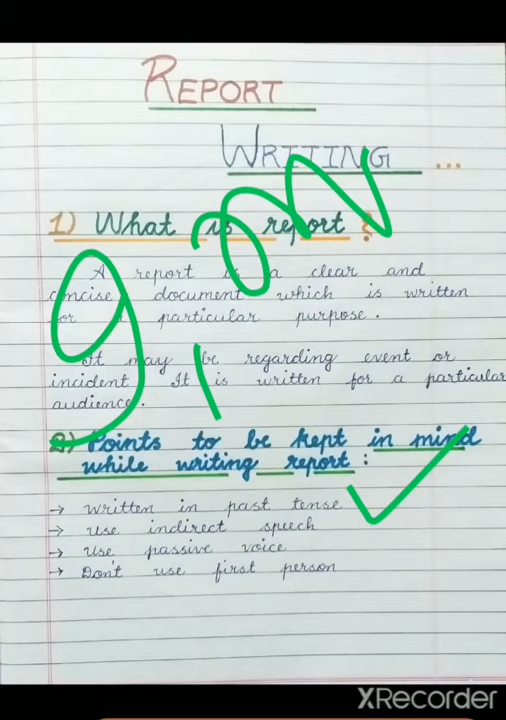 REPORT
WRITING ...
1) What is report ?
A report is a clear and
concise document which is written
for particular purpose.
It may be regarding event or
incident. It is written for a particular
audience.
2) Points to be kept in mind
while writing report :
→ Written in past tense
→ Use indirect speech
→ Use passive voice
→ Don't use first person
XRecorder